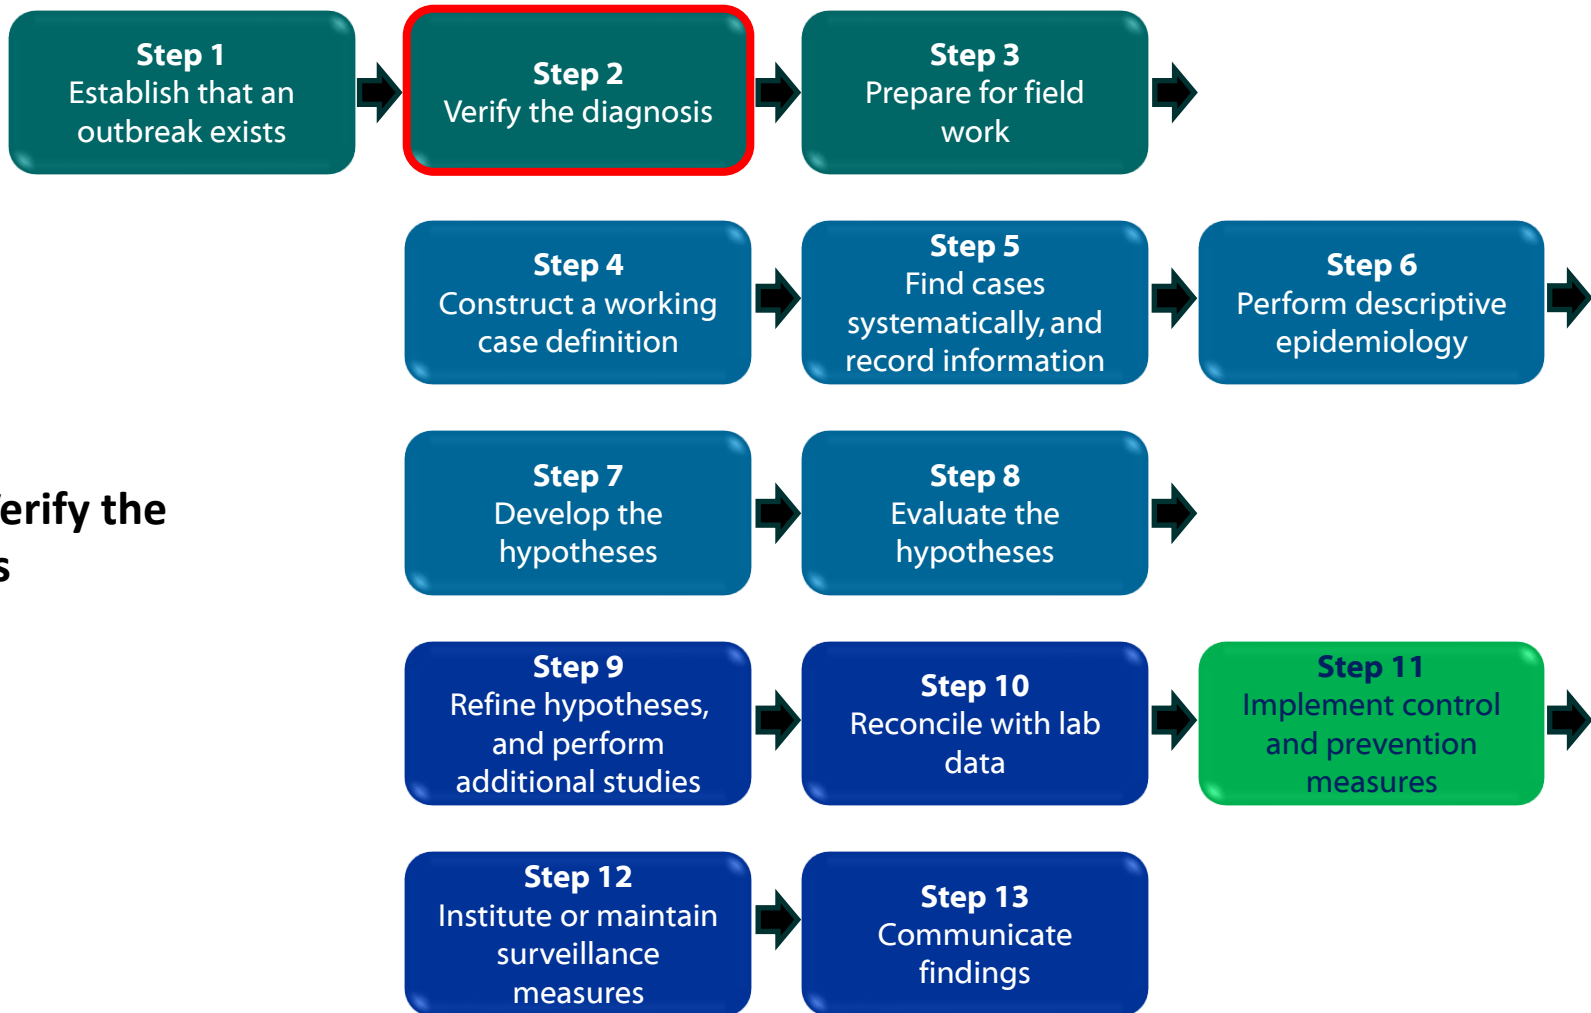 Step 1
Establish that an
outbreak exists
Step 2
Verify the diagnosis
Step 3
Prepare for field
work
Step 4
Construct a working
case definition
Step 5
Find cases
systematically, and
record information
Step 6
Perform descriptive
epidemiology
erify the
s
Step 7
Develop the
hypotheses
Step 8
Evaluate the
hypotheses
Step 9
Refine hypotheses,
and perform
additional studies
Step 10
Reconcile with lab
data
Step 11
Implement control
and prevention
measures
Step 12
Institute or maintain
surveillance
measures
Step 13
Communicate
findings